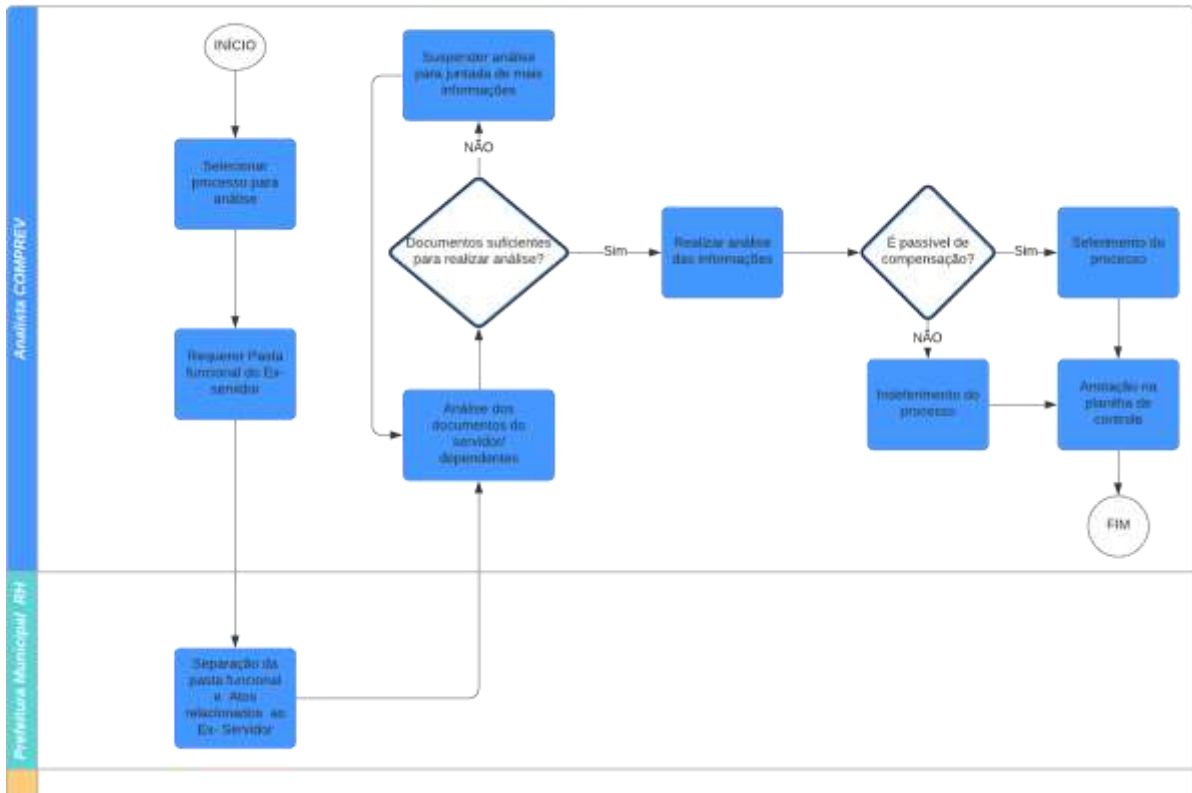 Analista COMPREV
INÍCIO
Selecionar
processo para
análise
Requerer Pasta
funcional do Ex-
servidor
Suspender análise
para juntada de mais
informações
NÃO
Documentos suficientes
para realizar análise?
Sim
Análise dos
documentos do
servidor/
dependentes
Realizar análise
das informações
É passível de
compensação?
Sim
NÃO
Seferimento do
processo
Indeferimento do
processo
Anotação na
planilha de
controle
FIM
Prefeitura Municipal RH
Separação da
pasta funcional
e Atos
relacionados ao
Ex- Servidor